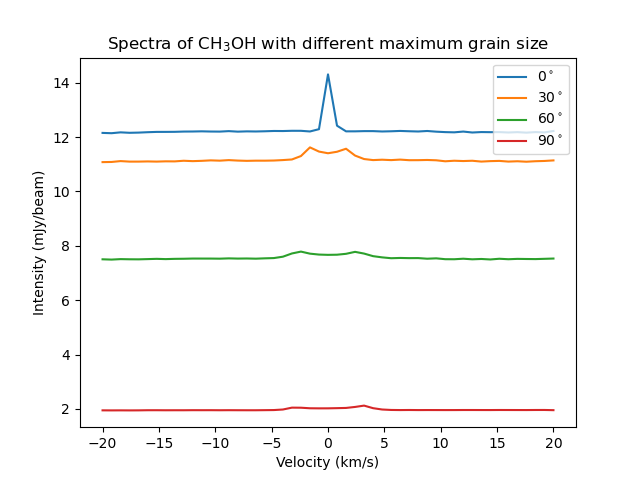 Spectra of CH₃OH with different maximum grain size
14
12
10
8
6
4
2
Intensity (mJy/beam)
0°
30°
60°
90°
−20 −15 −10 −5 0 5 10 15 20
Velocity (km/s)